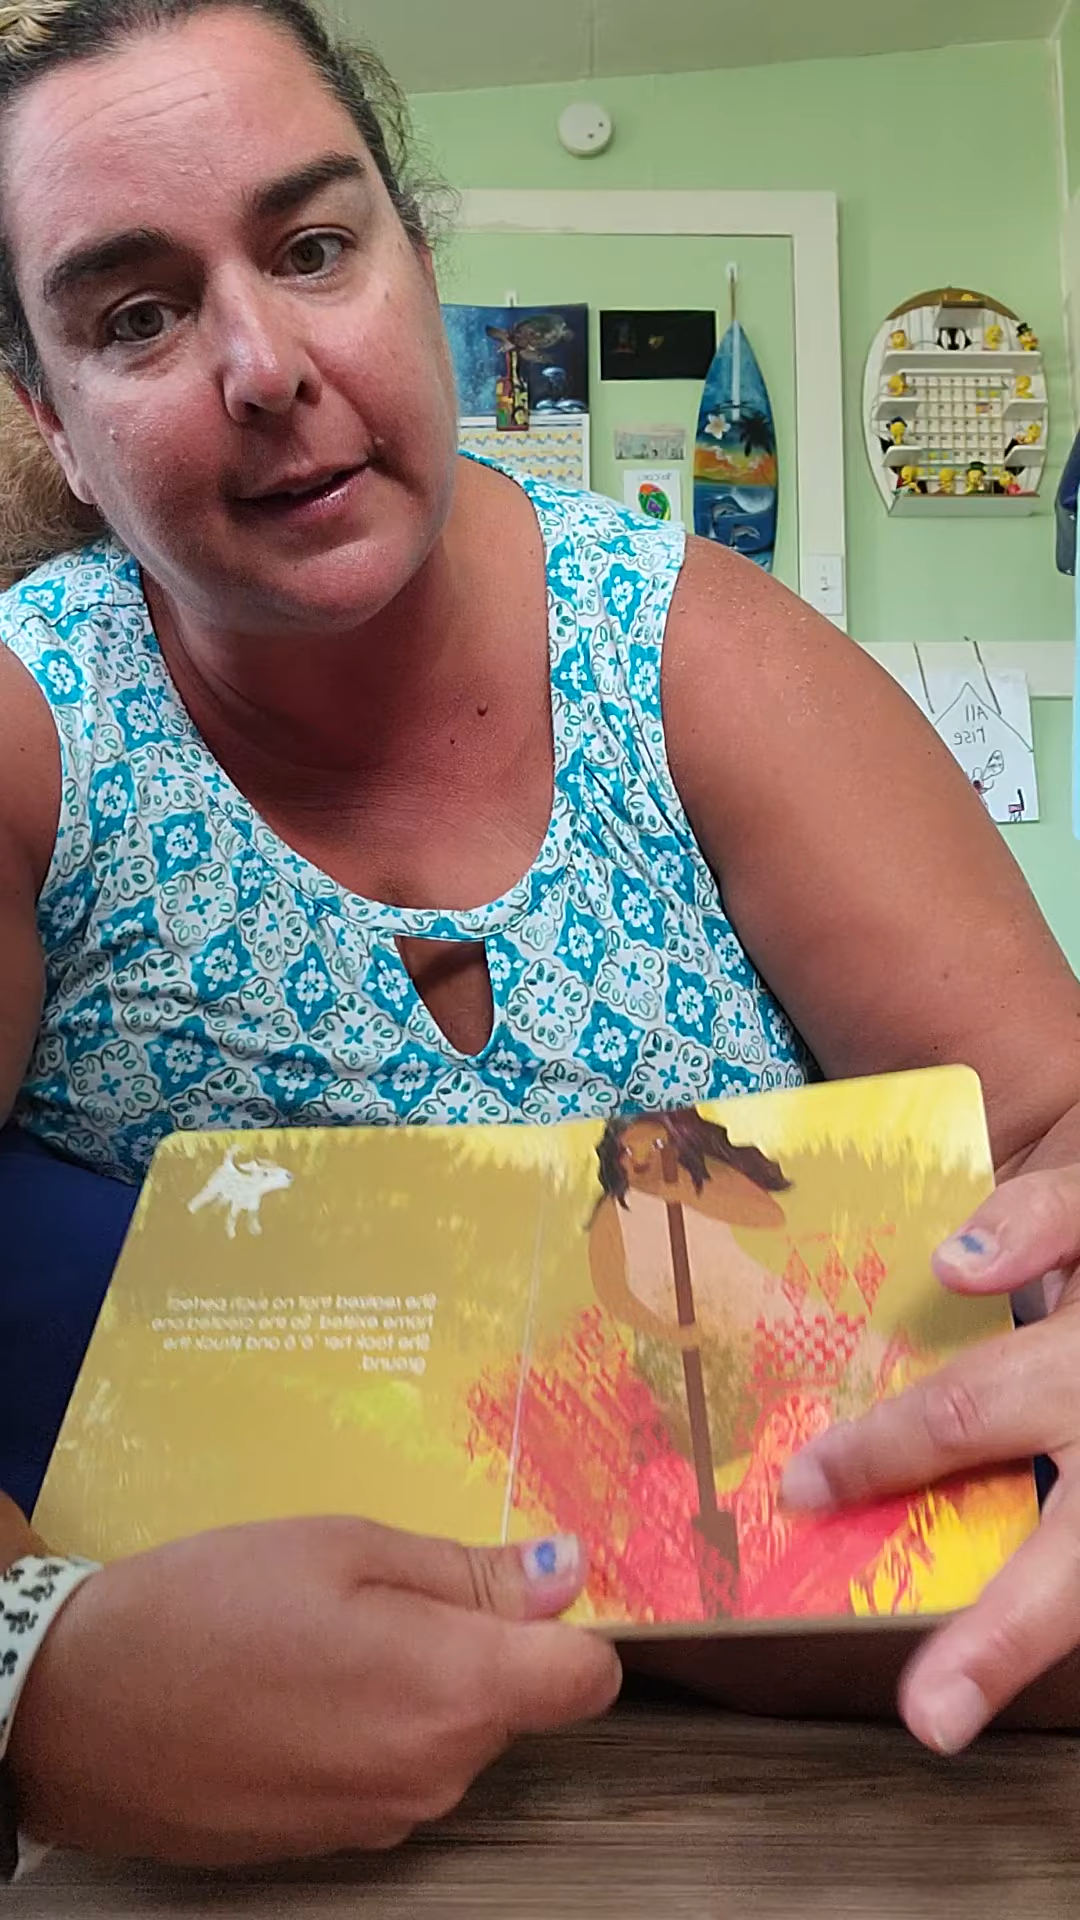 She realized that no such perfect
home existed. So she created one.
She took her ʻōʻō and struck the
ground.
All
rise